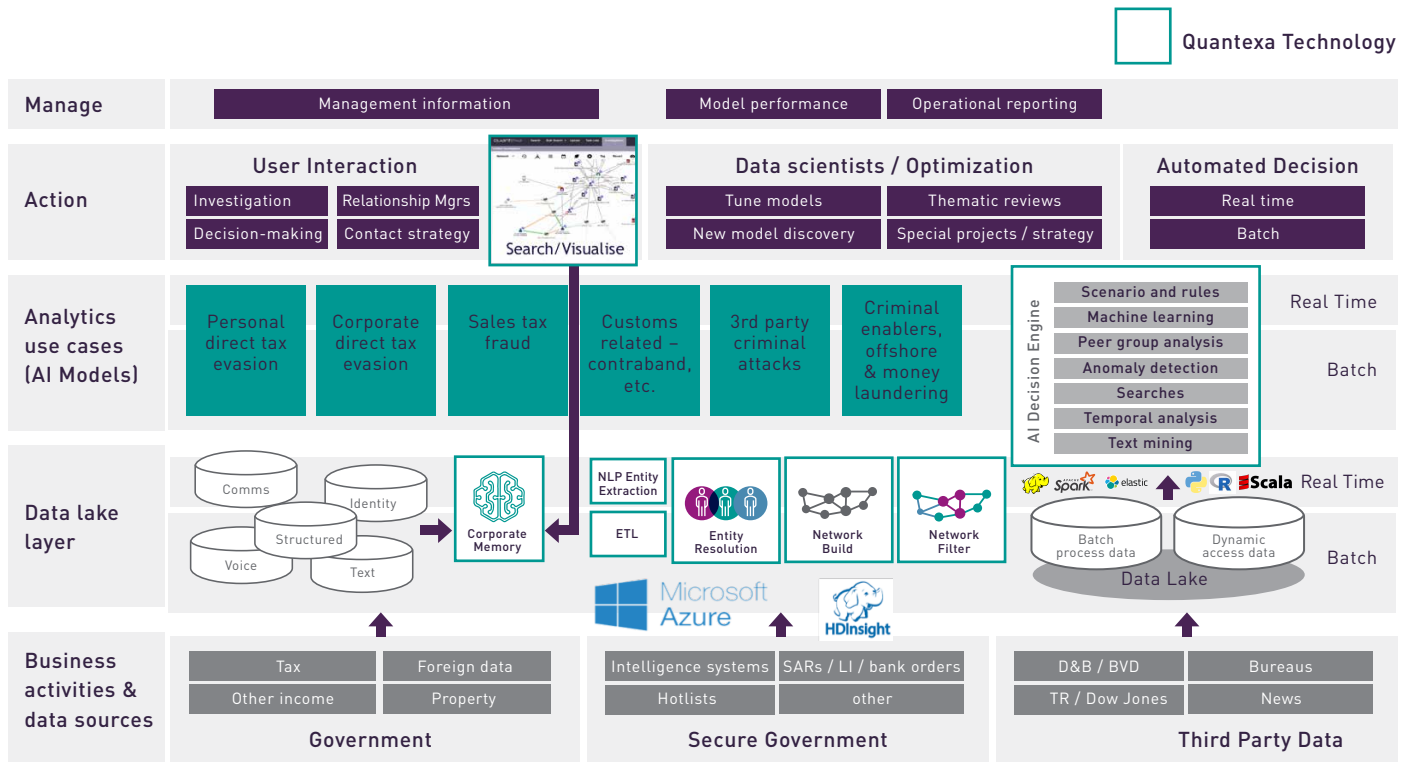 Quantexa Technology
Manage
Management information
Model performance
Operational reporting
Action
User Interaction
Investigation
Relationship Mgrs
Decision-making
Contact strategy
Search/Visualise
Data scientists / Optimization
Tune models
Thematic reviews
New model discovery
Special projects / strategy
Automated Decision
Real time
Batch
Analytics
use cases
(AI Models)
Personal
direct tax
evasion
Corporate
direct tax
evasion
Sales tax
fraud
Customs
related –
contraband,
etc.
3rd party
criminal
attacks
Criminal
enablers,
offshore
& money
laundering
AI Decision Engine
Scenario and rules
Machine learning
Peer group analysis
Anomaly detection
Searches
Temporal analysis
Text mining
Real Time
Batch
Data lake
layer
Comms
Identity
Structured
Voice
Text
Corporate
Memory
NLP Entity
Extraction
ETL
Entity
Resolution
Network
Build
Network
Filter
Microsoft
Azure
HDInsight
Spark
elastic
R
Scala
Real Time
Batch
process data
Dynamic
access data
Data Lake
Batch
Business
activities &
data sources
Tax
Foreign data
Other income
Property
Government
Intelligence systems
SARs / LI / bank orders
Hotlists
other
Secure Government
D&B / BVD
Bureaus
TR / Dow Jones
News
Third Party Data